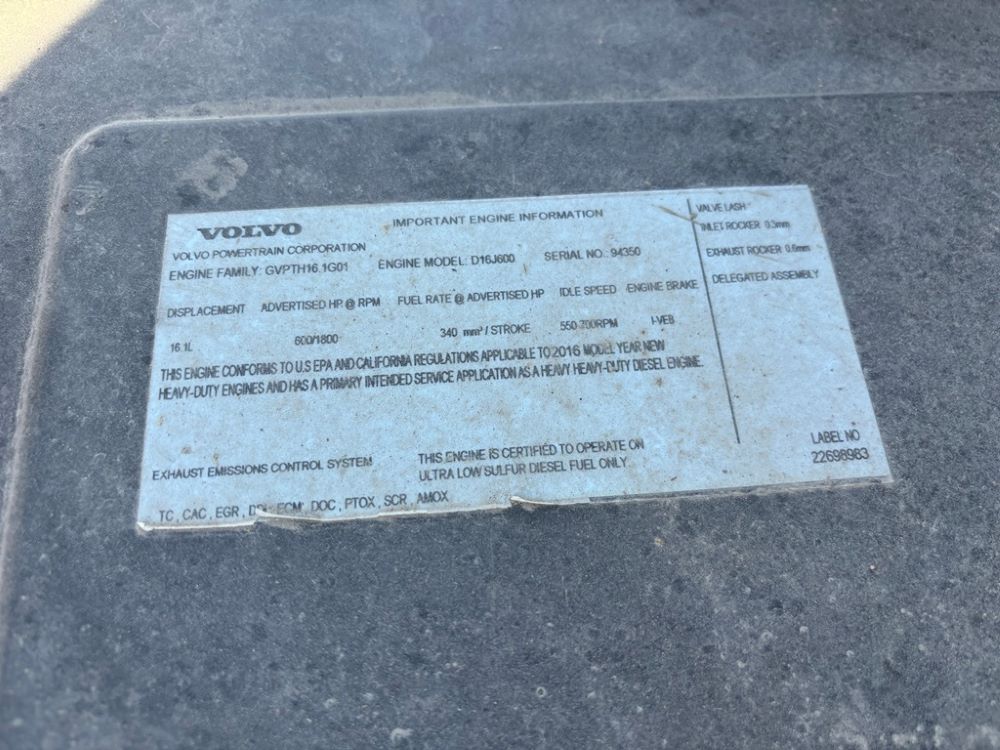 VOLVO
IMPORTANT ENGINE INFORMATION
VOLVO POWERTRAIN CORPORATION
ENGINE FAMILY: GVPTH16.1G01 ENGINE MODEL: D16J600 SERIAL NO. 94350
DISPLACEMENT ADVERTISED HP @ RPM FUEL RATE @ ADVERTISED HP IDLE SPEED ENGINE BRAKE
16.1L 600/1800 340 mm³ / STROKE 550-700RPM I-VEB
THIS ENGINE CONFORMS TO U.S EPA AND CALIFORNIA REGULATIONS APPLICABLE TO 2016 MODEL YEAR NEW
HEAVY-DUTY ENGINES AND HAS A PRIMARY INTENDED SERVICE APPLICATION AS A HEAVY HEAVY-DUTY DIESEL ENGINE.
EXHAUST EMISSIONS CONTROL SYSTEM
THIS ENGINE IS CERTIFIED TO OPERATE ON
ULTRA LOW SULFUR DIESEL FUEL ONLY
TC , CAC , EGR , ECM , DOC , PTOX , SCR , AMOX
VALVE LASH
INLET ROCKER 0.3mm
EXHAUST ROCKER 0.6mm
DELEGATED ASSEMBLY
LABEL NO
22698983